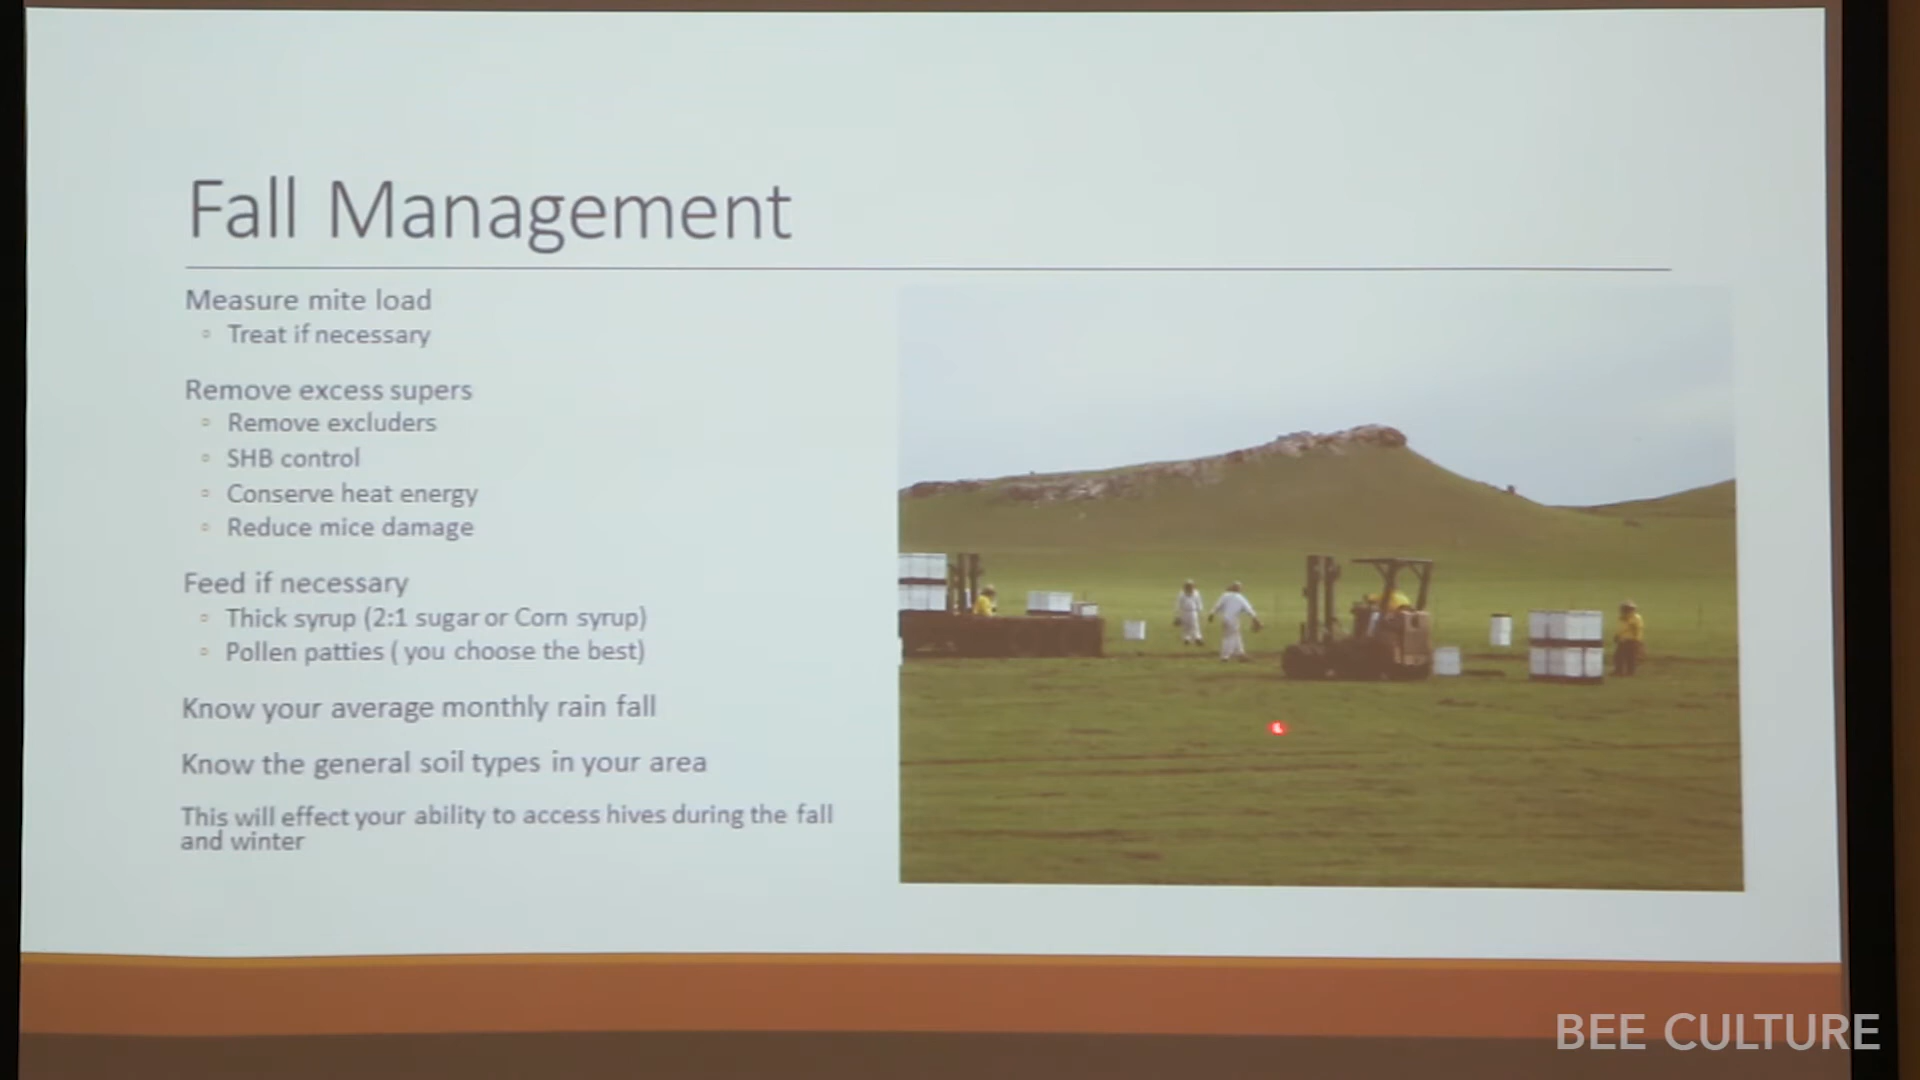 Fall Management
Measure mite load
◦ Treat if necessary
Remove excess supers
◦ Remove excluders
◦ SHB control
◦ Conserve heat energy
◦ Reduce mice damage
Feed if necessary
◦ Thick syrup (2:1 sugar or Corn syrup)
◦ Pollen patties ( you choose the best)
Know your average monthly rain fall
Know the general soil types in your area
This will effect your ability to access hives during the fall
and winter
BEE CULTURE